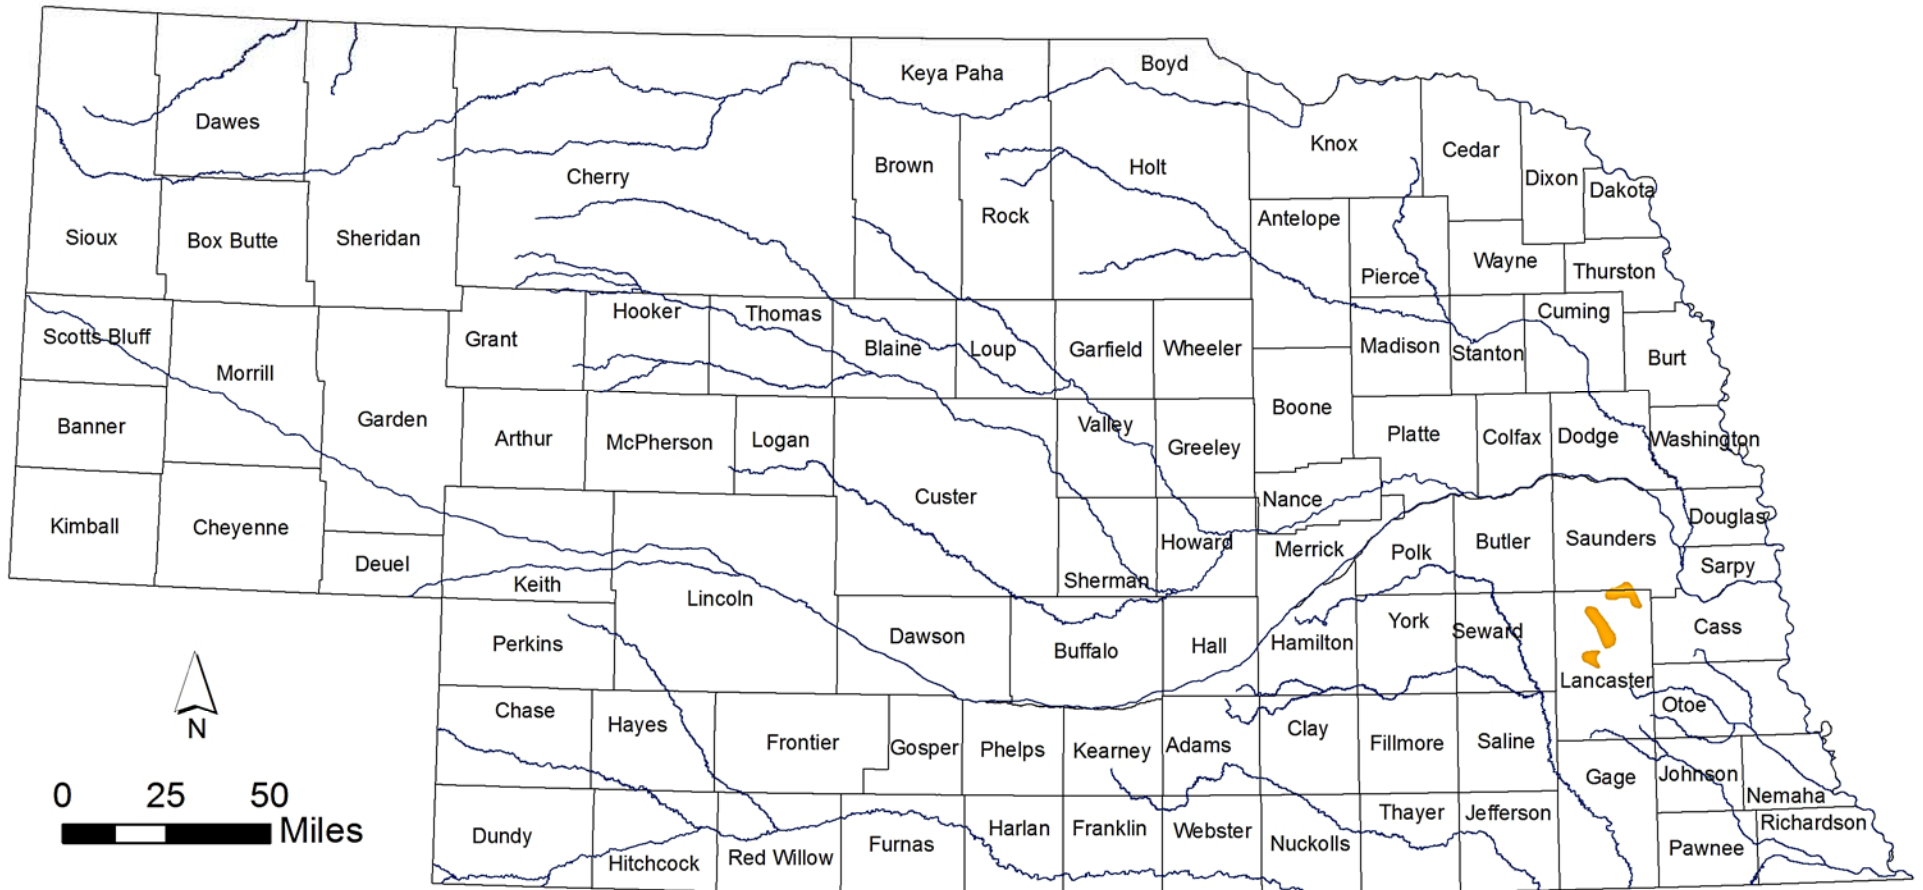 Keya Paha
Boyd
Dawes
Knox
Cedar
Dixon
Dakota
Cherry
Brown
Holt
Rock
Antelope
Sioux
Box Butte
Sheridan
Pierce
Wayne
Thurston
Scotts Bluff
Morrill
Grant
Hooker
Thomas
Blaine
Loup
Garfield
Wheeler
Madison
Stanton
Cuming
Burt
Banner
Garden
Arthur
McPherson
Logan
Valley
Greeley
Boone
Platte
Colfax
Dodge
Washington
Kimball
Cheyenne
Custer
Nance
Douglas
Deuel
Keith
Lincoln
Sherman
Howard
Merrick
Polk
Butler
Saunders
Sarpy
Perkins
Dawson
Buffalo
Hall
Hamilton
York
Seward
Lancaster
Cass
N
Chase
Hayes
Frontier
Gosper
Phelps
Kearney
Adams
Clay
Fillmore
Saline
Otoe
0 25 50
Miles
Dundy
Hitchcock
Red Willow
Furnas
Harlan
Franklin
Webster
Nuckolls
Thayer
Jefferson
Gage
Johnson
Nemaha
Pawnee
Richardson